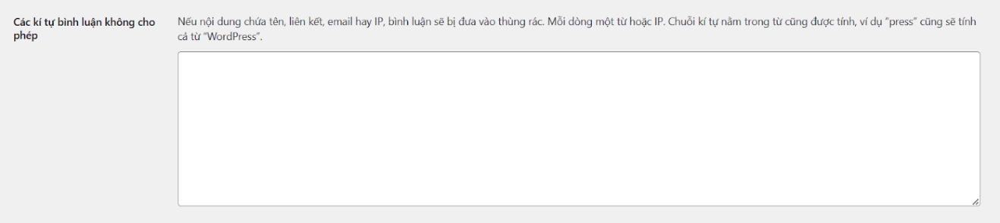 Các kí tự bình luận không cho
phép
Nếu nội dung chứa tên, liên kết, email hay IP, bình luận sẽ bị đưa vào thùng rác. Mỗi dòng một từ hoặc IP. Chuỗi kí tự nằm trong từ cũng được tính, ví dụ “press” cũng sẽ tính
cả từ “WordPress”.